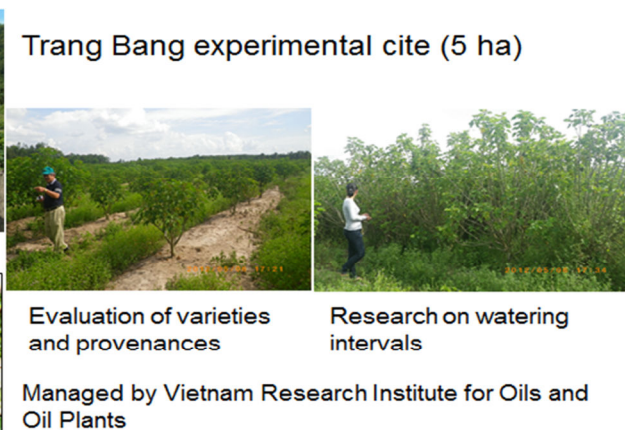 Trang Bang experimental cite (5 ha)
Evaluation of varieties
and provenances
Research on watering
intervals
Managed by Vietnam Research Institute for Oils and
Oil Plants